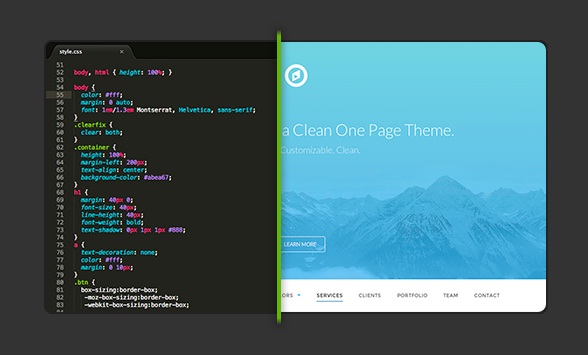 style.css ×
51
52 body, html { height: 100%; }
53
54 body {
55 color: #fff;
56 margin: 0 auto;
57 font: 1em/1.3em Montserrat, Helvetica, sans-serif;
58 }
59 .clearfix {
60 clear: both;
61 }
62 .container {
63 height: 100%;
64 margin-left: 200px;
65 text-align: center;
66 background-color: #abea67;
67 }
68 h1 {
69 margin: 40px 0;
70 font-size: 40px;
71 line-height: 40px;
72 font-weight: bold;
73 text-shadow: 0px 1px 1px #888;
74 }
75 a {
76 text-decoration: none;
77 color: #fff;
78 margin: 0 10px;
79 }
80 .btn {
81 box-sizing:border-box;
82 -moz-box-sizing:border-box;
83 -webkit-box-sizing:border-box;
a Clean One Page Theme.
Customizable. Clean.
LEARN MORE
ORS SERVICES CLIENTS PORTFOLIO TEAM CONTACT